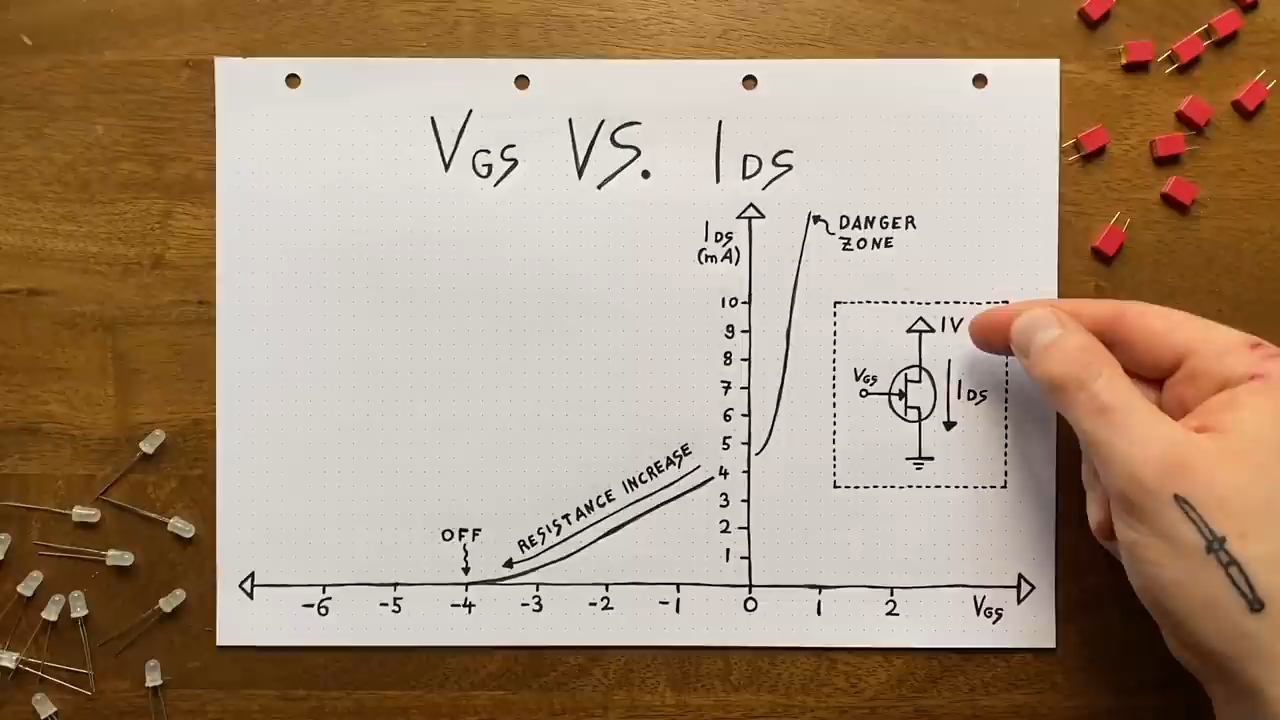 VGS VS. IDS
IDS
(mA)
DANGER
ZONE
10
9
8
7
6
5
4
3
2
1
1V
VGS
IDS
RESISTANCE INCREASE
OFF
-6 -5 -4 -3 -2 -1 0 1 2 VGS